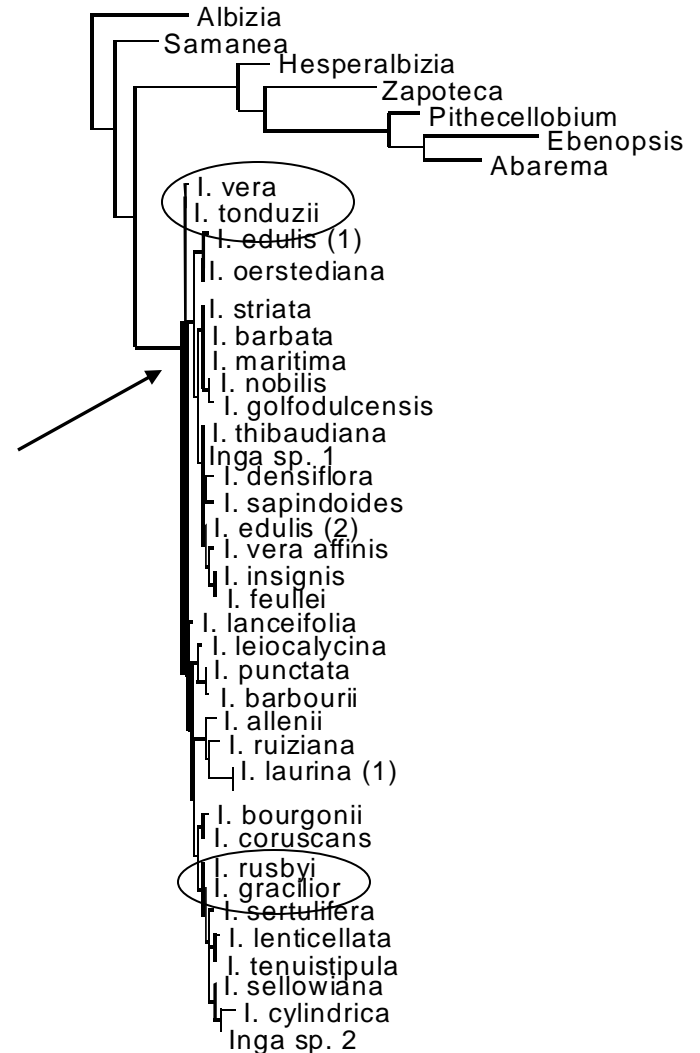 Albizia
Samanea
Hesperalbizia
Zapoteca
Pithecellobium
Ebenopsis
Abarema
I. vera
I. tonduzii
I. edulis (1)
I. oerstediana
I. striata
I. barbata
I. maritima
I. nobilis
I. golfodulcensis
I. thibaudiana
Inga sp. 1
I. densiflora
I. sapindoides
I. edulis (2)
I. vera affinis
I. insignis
I. feullei
I. lanceifolia
I. leiocalycina
I. punctata
I. barbourii
I. allenii
I. ruiziana
I. laurina (1)
I. bourgonii
I. coruscans
I. rusbyi
I. gracilior
I. sertulifera
I. lenticellata
I. tenuistipula
I. sellowiana
I. cylindrica
Inga sp. 2